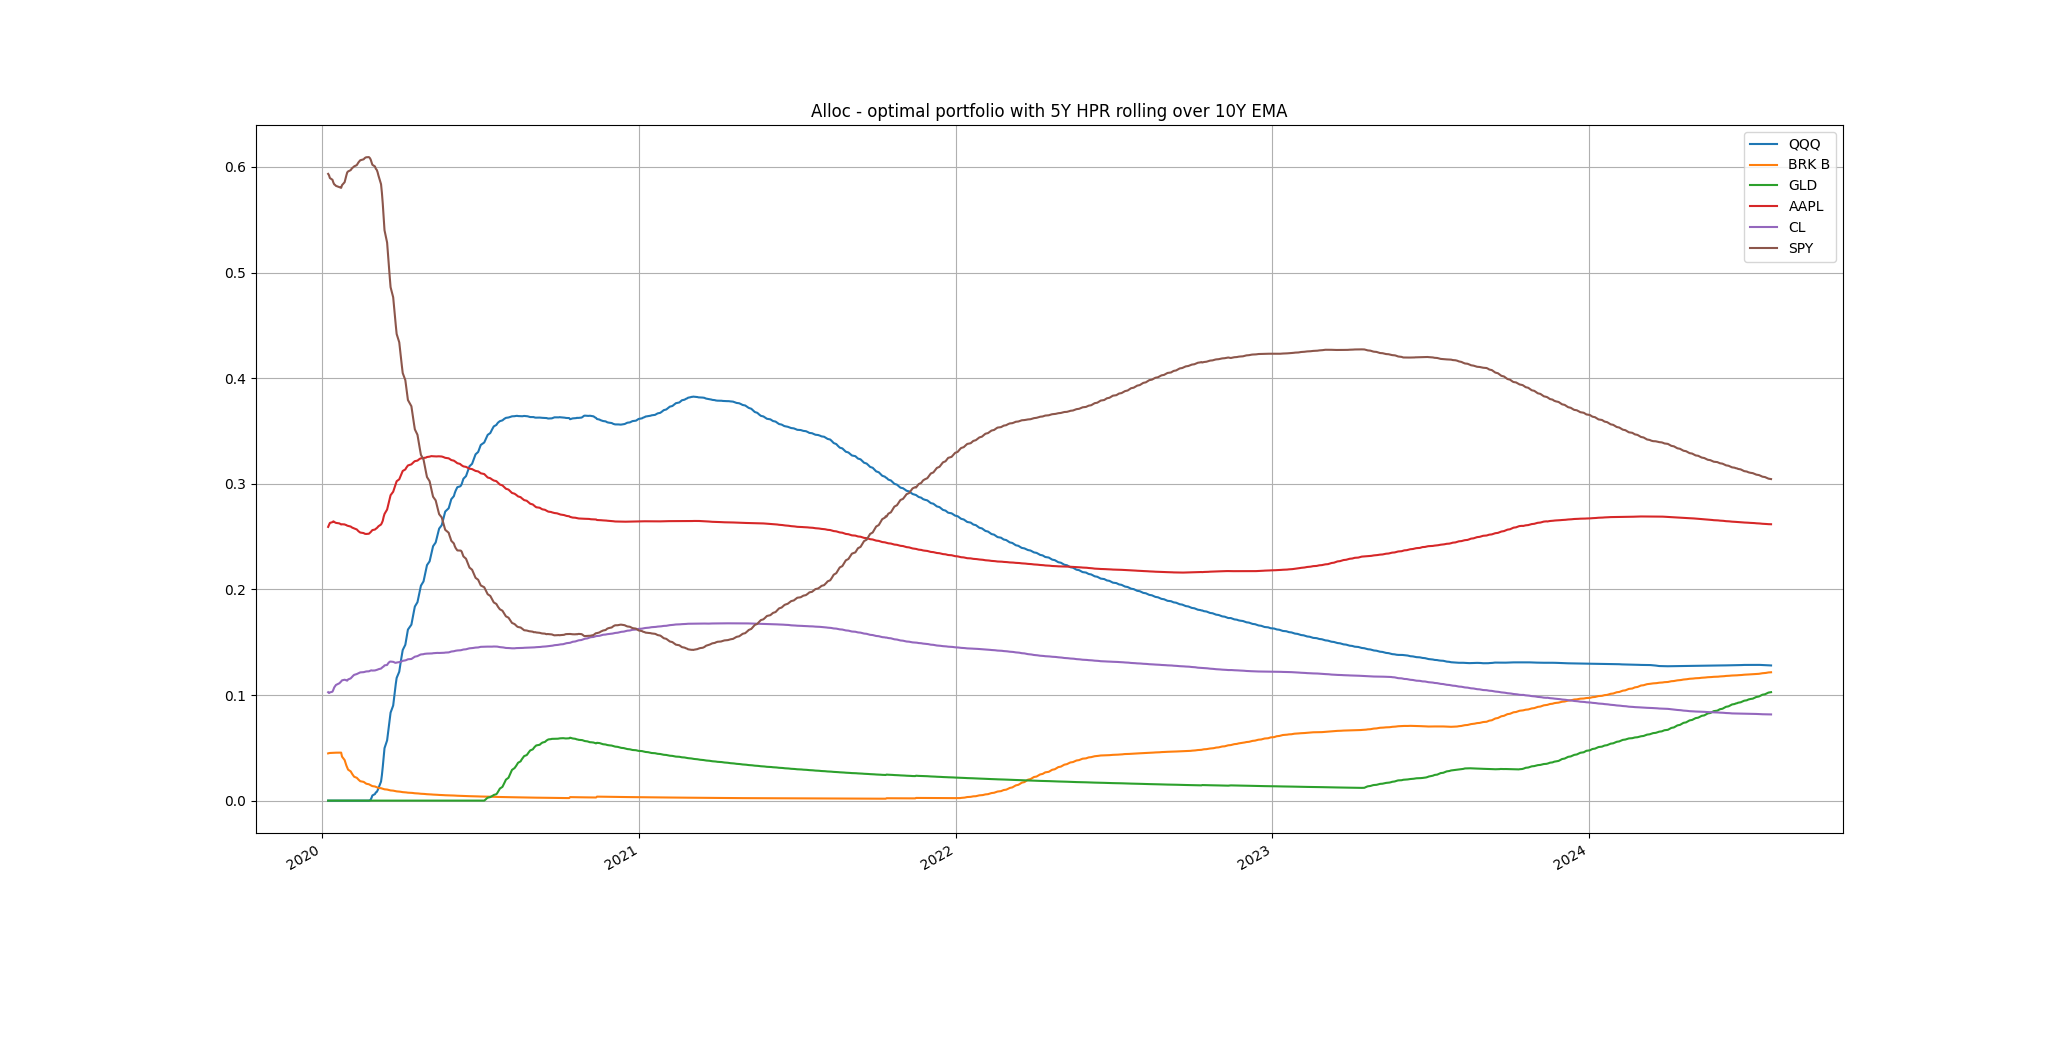 Alloc - optimal portfolio with 5Y HPR rolling over 10Y EMA
QQQ
BRK B
GLD
AAPL
CL
SPY
0.6
0.5
0.4
0.3
0.2
0.1
0.0
2020
2021
2022
2023
2024